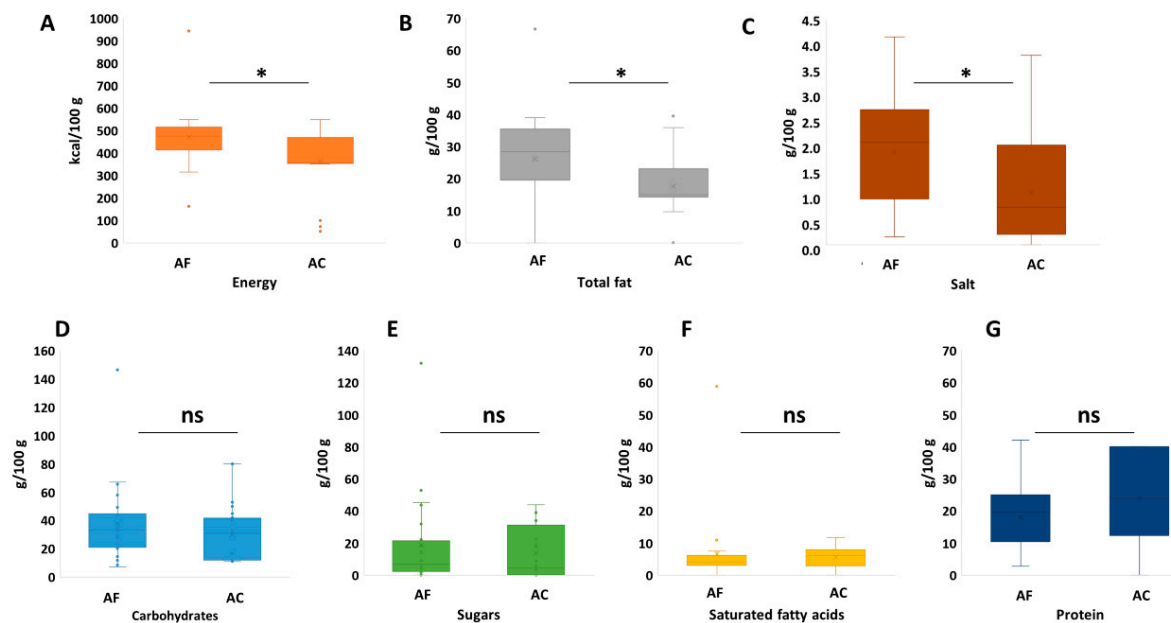 A
kcal/100 g
1000
900
800
700
600
500
400
300
200
100
0
*
AF
AC
Energy
B
g/100 g
70
60
50
40
30
20
10
0
*
AF
AC
Total fat
C
g/100 g
4.5
4.0
3.5
3.0
2.5
2.0
1.5
1.0
0.5
0.0
*
AF
AC
Salt
D
g/100 g
160
140
120
100
80
60
40
20
0
ns
AF
AC
Carbohydrates
E
g/100 g
140
120
100
80
60
40
20
0
ns
AF
AC
Sugars
F
g/100 g
70
60
50
40
30
20
10
0
ns
AF
AC
Saturated fatty acids
G
g/100 g
70
60
50
40
30
20
10
0
ns
AF
AC
Protein